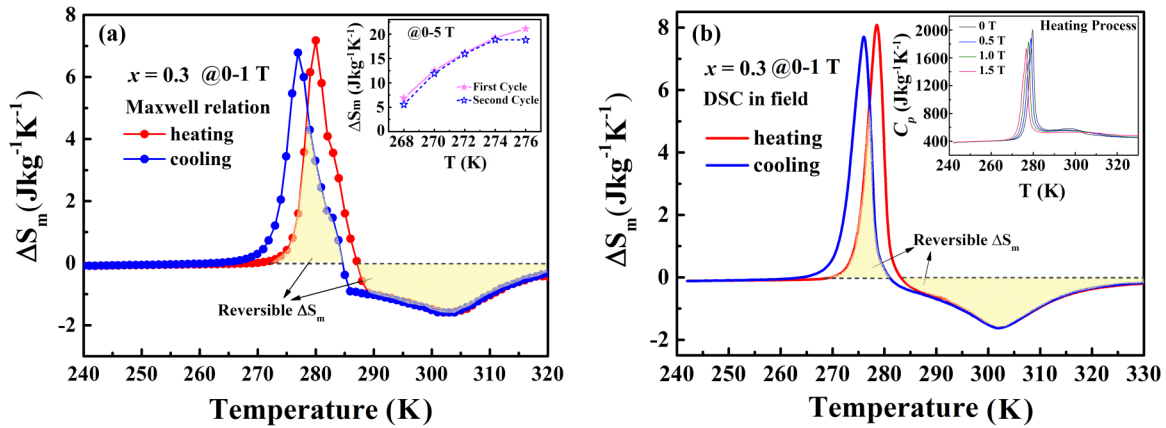 (a)
x = 0.3 @0-1 T
Maxwell relation
heating
cooling
Reversible ΔSm
ΔSm(Jkg-1K-1)
8
6
4
2
0
-2
240 250 260 270 280 290 300 310 320
Temperature (K)
@0-5 T
First Cycle
Second Cycle
ΔSm (Jkg-1K-1)
20
15
10
5
0
268 270 272 274 276
T (K)
(b)
x = 0.3 @0-1 T
DSC in field
heating
cooling
Reversible ΔSm
ΔSm(Jkg-1K-1)
8
6
4
2
0
-2
240 250 260 270 280 290 300 310 320 330
Temperature (K)
Heating Process
0 T
0.5 T
1.0 T
1.5 T
Cp (Jkg-1K-1)
2000
1600
1200
800
400
240 260 280 300 320
T (K)